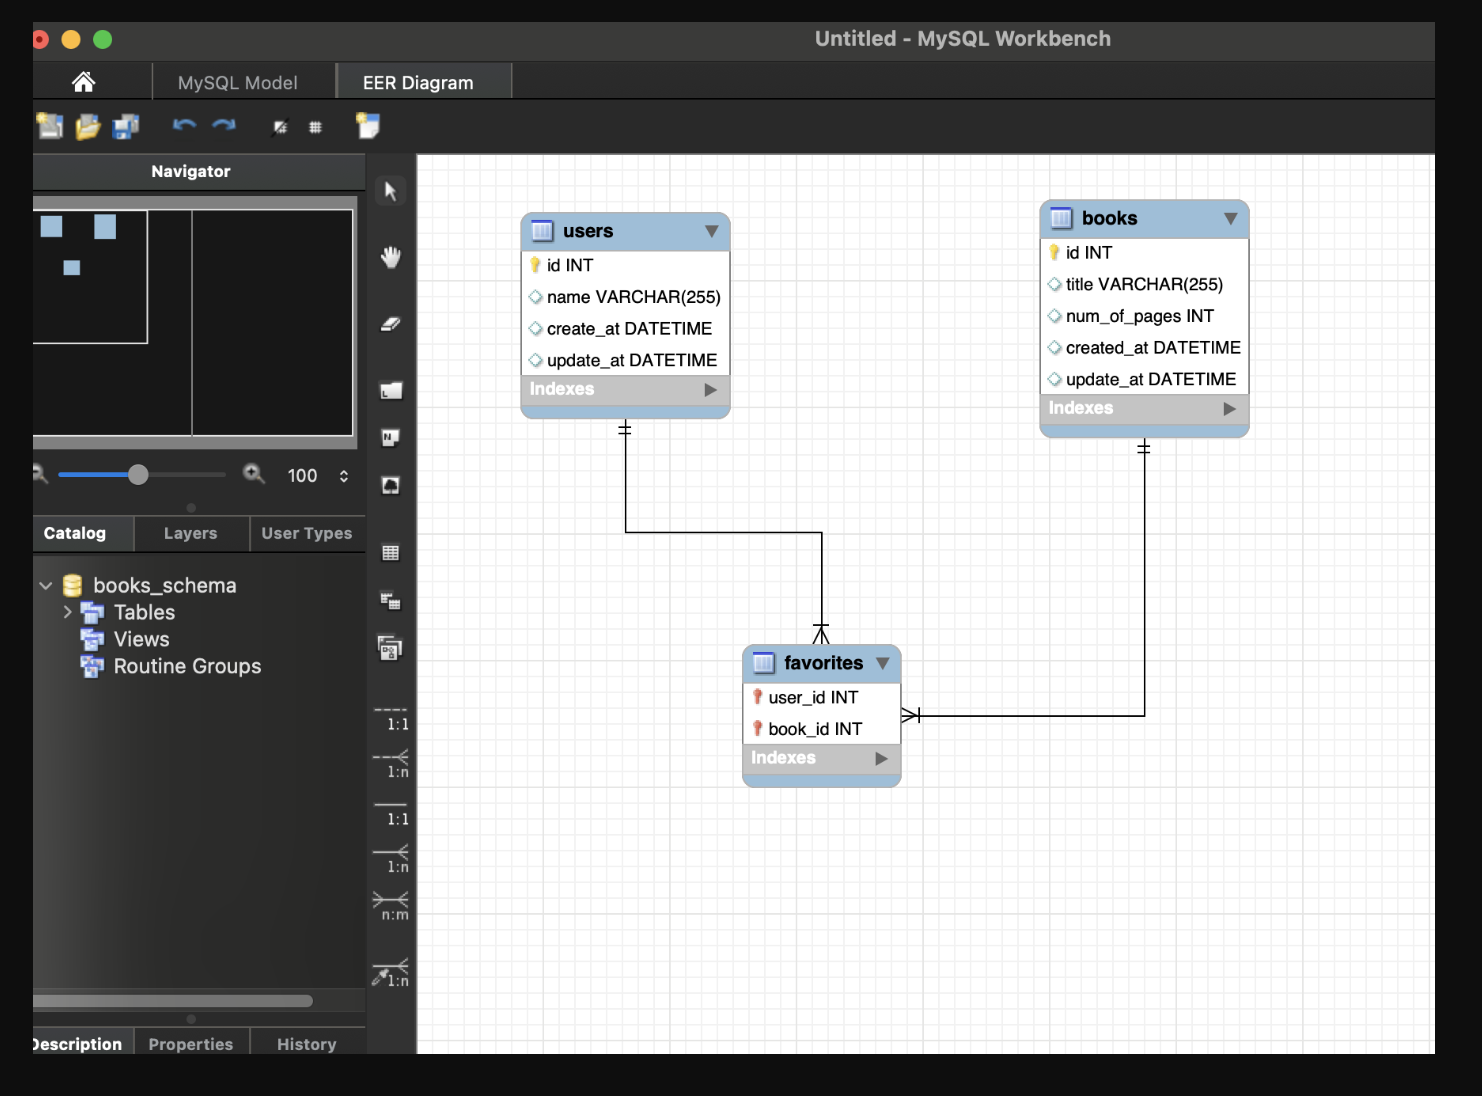 Untitled - MySQL Workbench
MySQL Model
EER Diagram
Navigator
100
Catalog
Layers
User Types
books_schema
Tables
Views
Routine Groups
Description
Properties
History
1:1
1:n
1:1
1:n
n:m
1:n
users
id INT
name VARCHAR(255)
create_at DATETIME
update_at DATETIME
Indexes
books
id INT
title VARCHAR(255)
num_of_pages INT
created_at DATETIME
update_at DATETIME
Indexes
favorites
user_id INT
book_id INT
Indexes